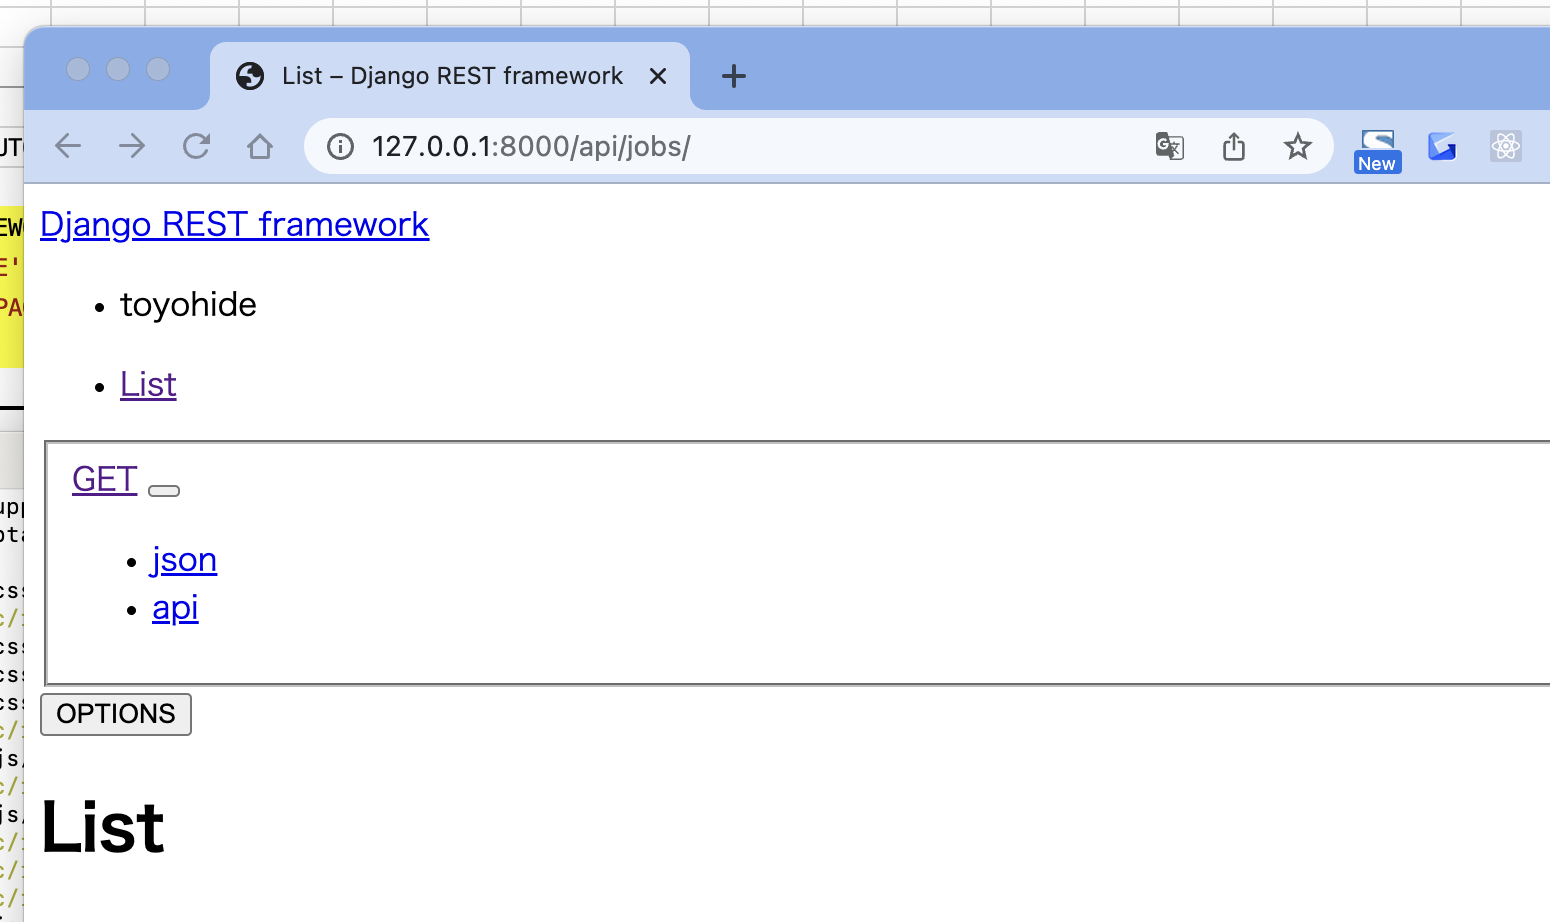 List – Django REST framework
127.0.0.1:8000/api/jobs/
New
Django REST framework
toyohide
List
GET
json
api
OPTIONS
List